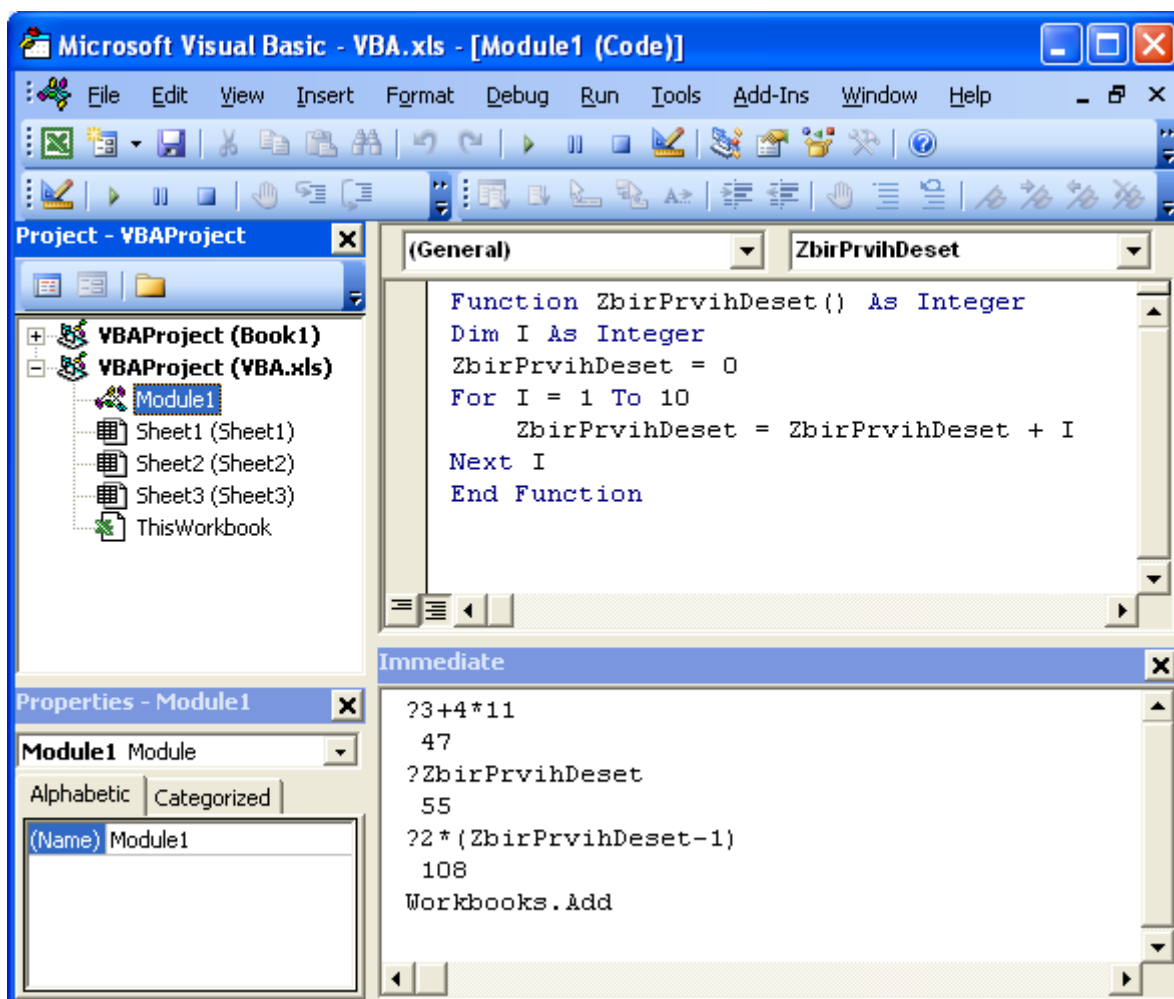 Microsoft Visual Basic - VBA.xls - [Module1 (Code)]
File Edit View Insert Format Debug Run Tools Add-Ins Window Help
Project - VBAProject
VBAProject (Book1)
VBAProject (VBA.xls)
Module1
Sheet1 (Sheet1)
Sheet2 (Sheet2)
Sheet3 (Sheet3)
ThisWorkbook
Properties - Module1
Module1 Module
Alphabetic Categorized
(Name) Module1
(General) ZbirPrvihDeset
Function ZbirPrvihDeset() As Integer
Dim I As Integer
ZbirPrvihDeset = 0
For I = 1 To 10
ZbirPrvihDeset = ZbirPrvihDeset + I
Next I
End Function
Immediate
?3+4*11
47
?ZbirPrvihDeset
55
?2*(ZbirPrvihDeset-1)
108
Workbooks.Add